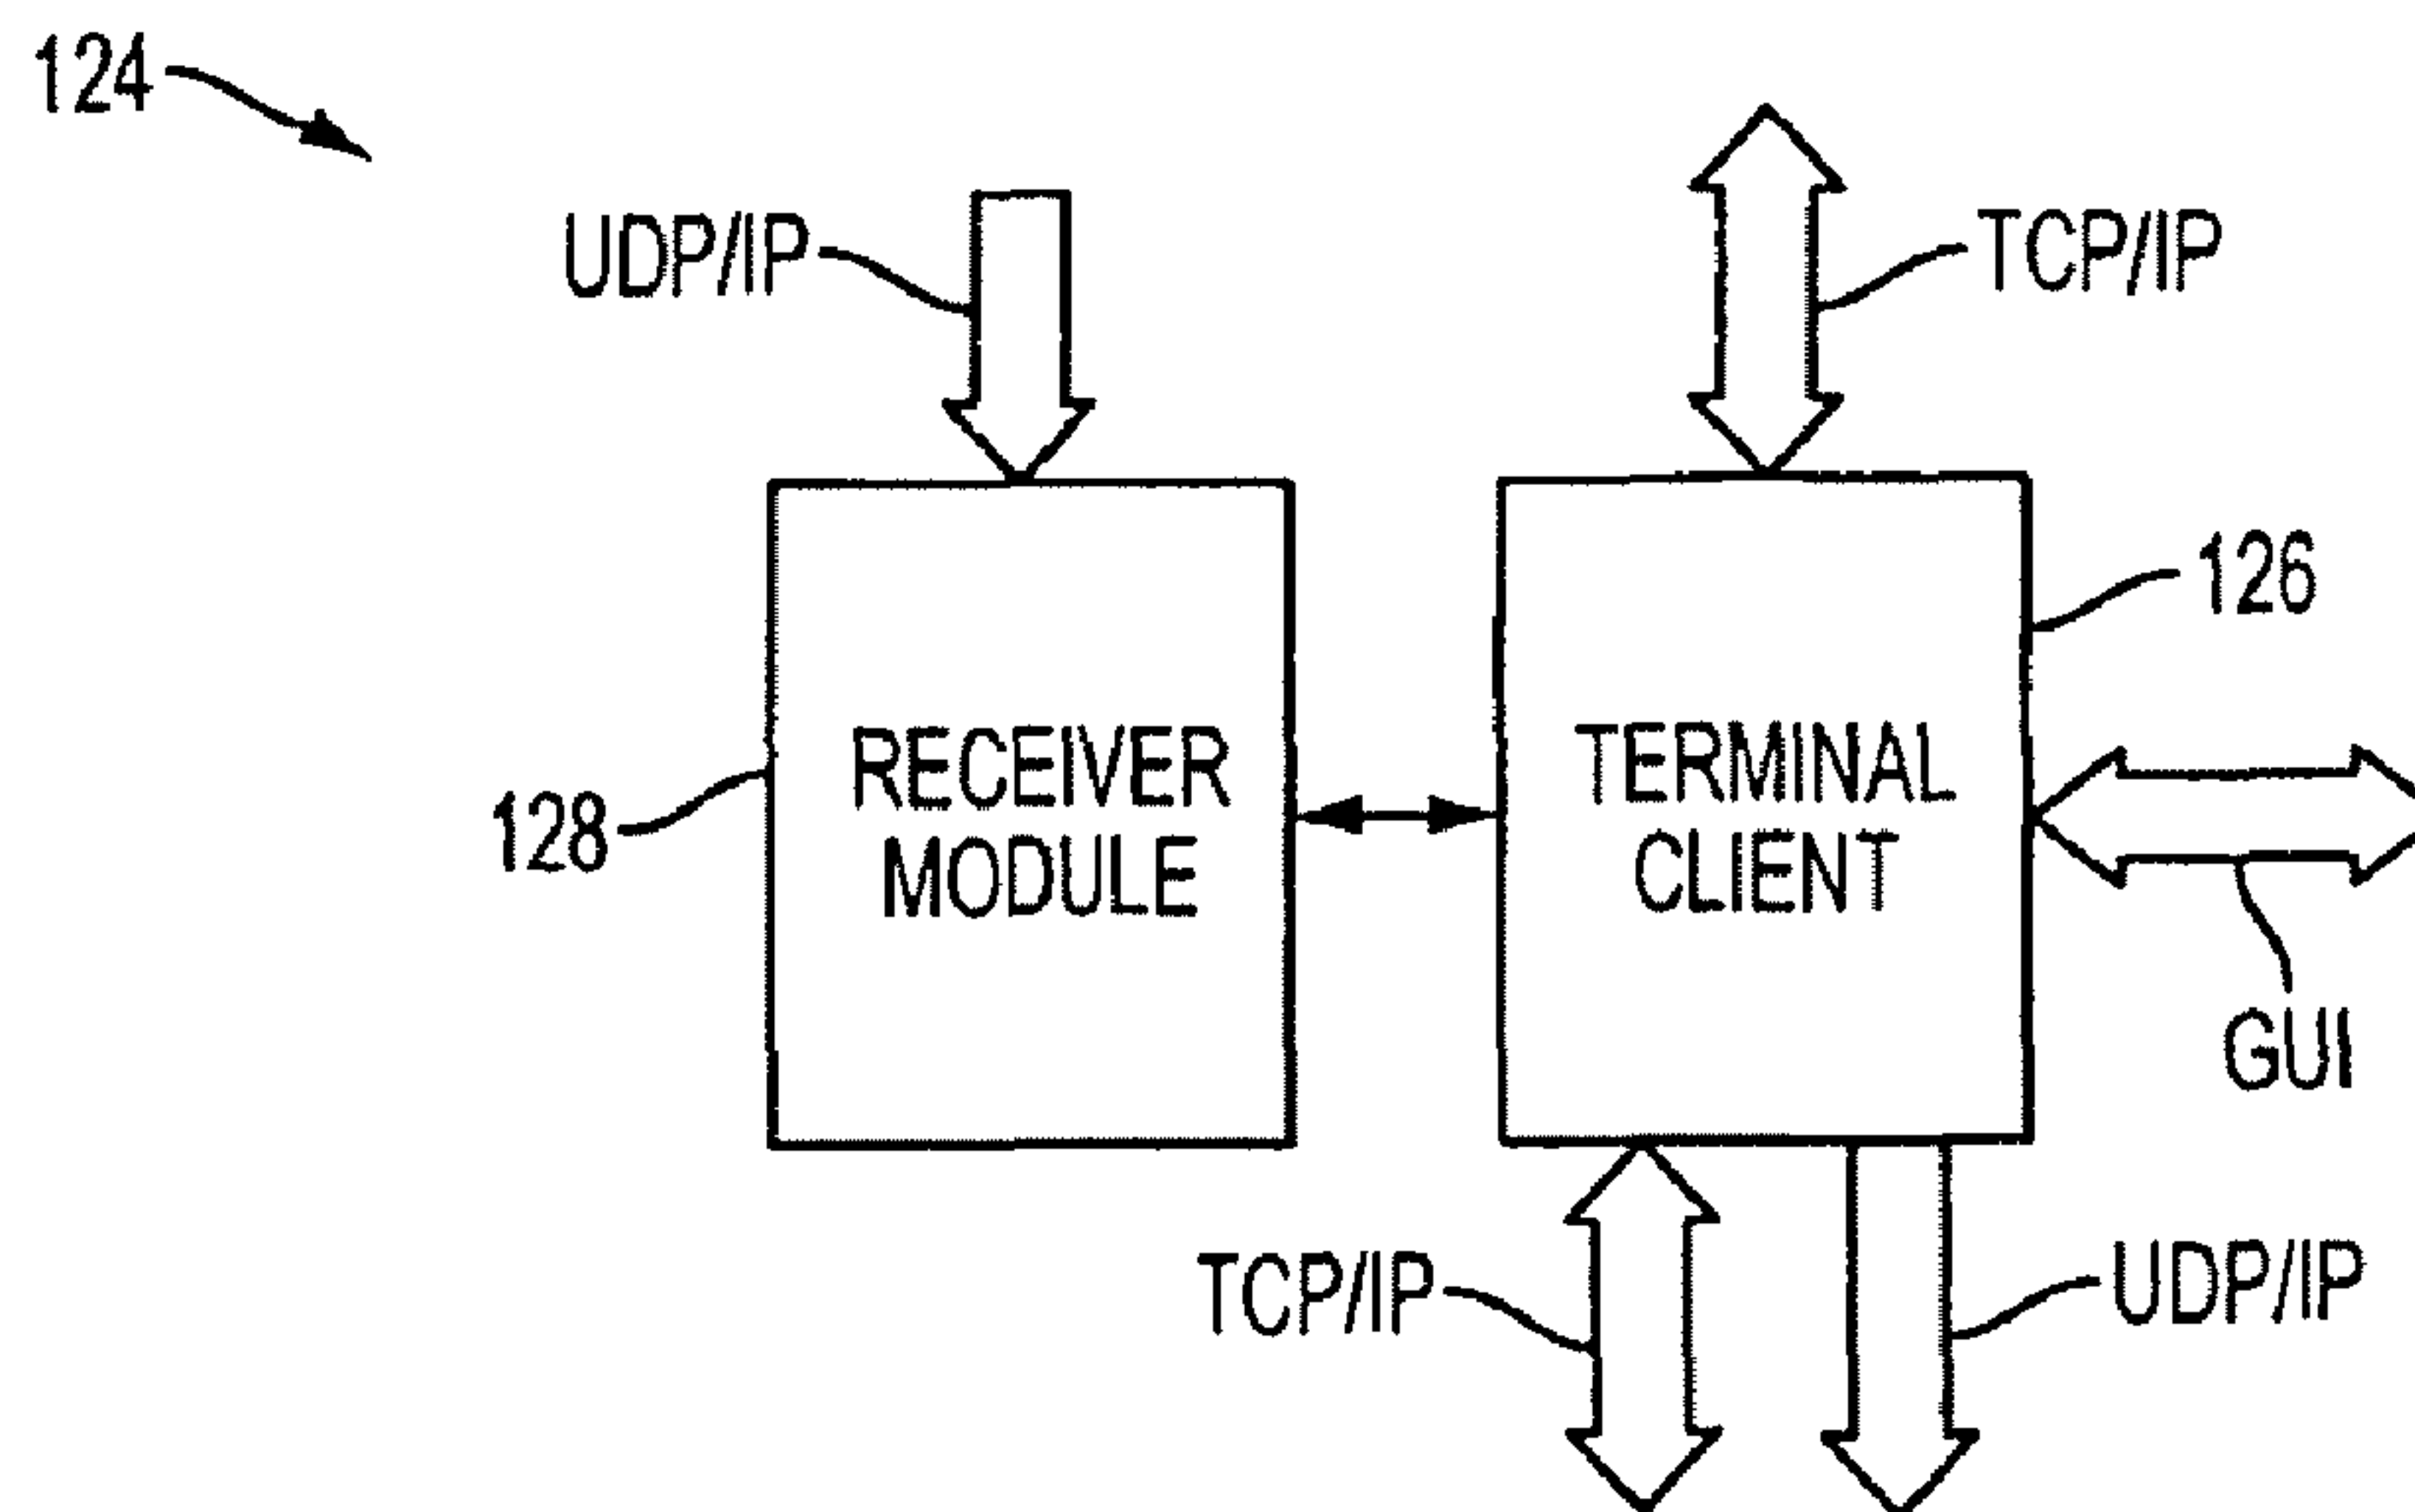 124
UDP/IP
TCP/IP
126
RECEIVER
MODULE
TERMINAL
CLIENT
128
GUI
TCP/IP
UDP/IP